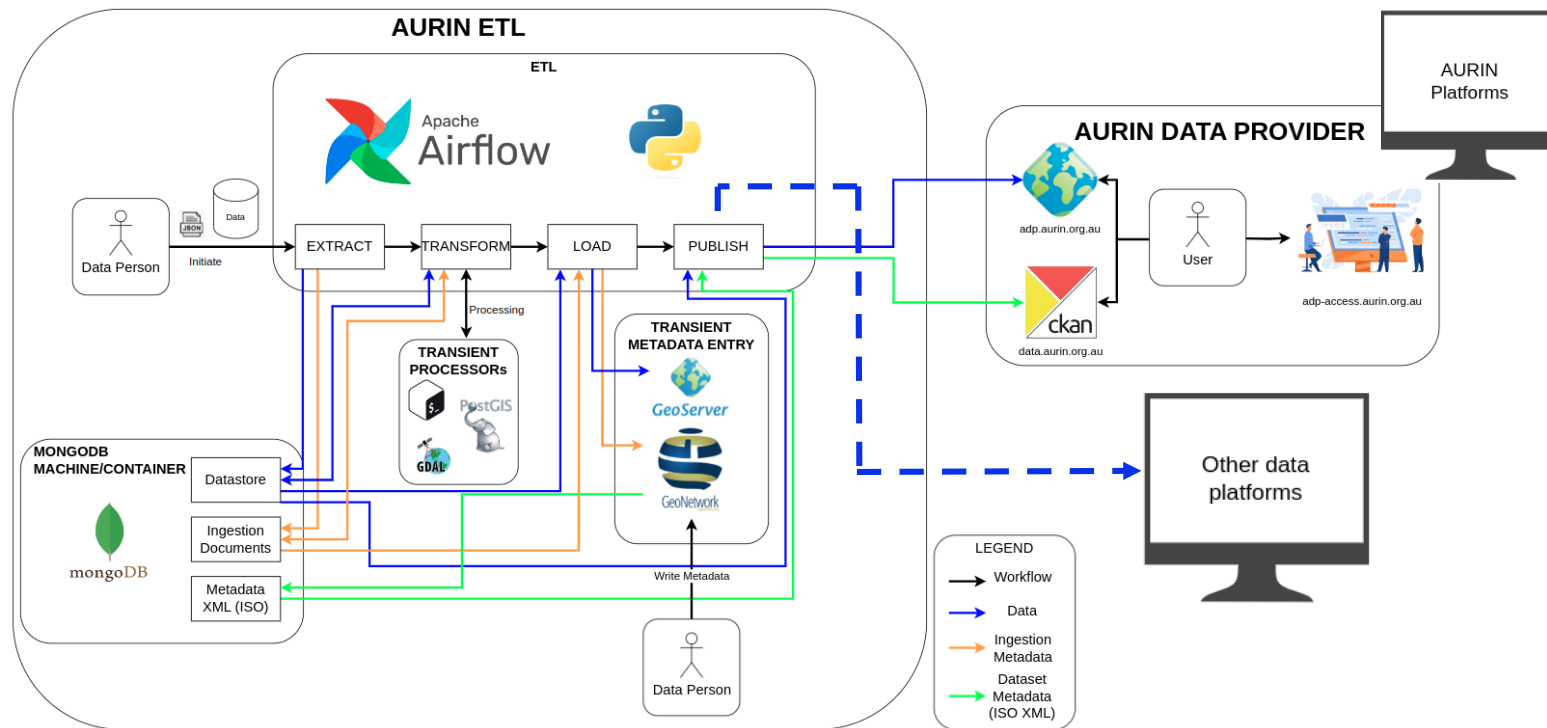 AURIN ETL
ETL
Apache
Airflow
Data Person
JSON
Data
Initiate
EXTRACT
TRANSFORM
LOAD
PUBLISH
Processing
TRANSIENT
PROCESSORs
$_
PostGIS
GDAL
TRANSIENT
METADATA ENTRY
GeoServer
GeoNetwork
MONGODB
MACHINE/CONTAINER
mongoDB
Datastore
Ingestion
Documents
Metadata
XML (ISO)
Write Metadata
Data Person
AURIN DATA PROVIDER
adp.aurin.org.au
ckan
data.aurin.org.au
User
adp-access.aurin.org.au
AURIN
Platforms
Other data
platforms
LEGEND
Workflow
Data
Ingestion
Metadata
Dataset
Metadata
(ISO XML)